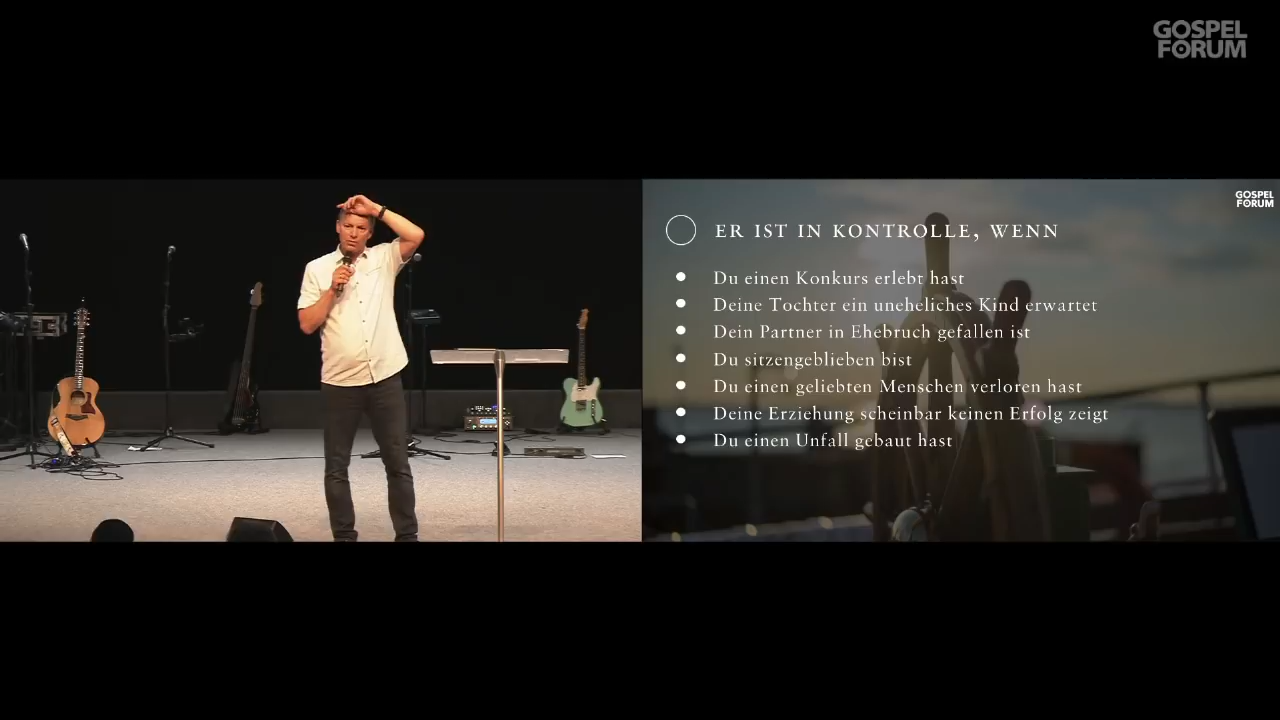 GOSPEL
FORUM
GOSPEL
FORUM
ER IST IN KONTROLLE, WENN
Du einen Konkurs erlebt hast
Deine Tochter ein uneheliches Kind erwartet
Dein Partner in Ehebruch gefallen ist
Du sitzengeblieben bist
Du einen geliebten Menschen verloren hast
Deine Erziehung scheinbar keinen Erfolg zeigt
Du einen Unfall gebaut hast